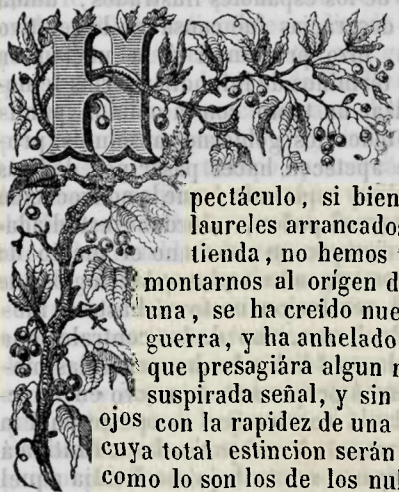 H
pectáculo, si bien
laureles arrancados
tienda, no hemos
montarnos al orígen d
una, se ha creido nue
guerra, y ha anhelado
que presagiára algun
suspirada señal, y sin
ojos con la rapidez de una
cuya total estincion serán
como lo son los de los nu